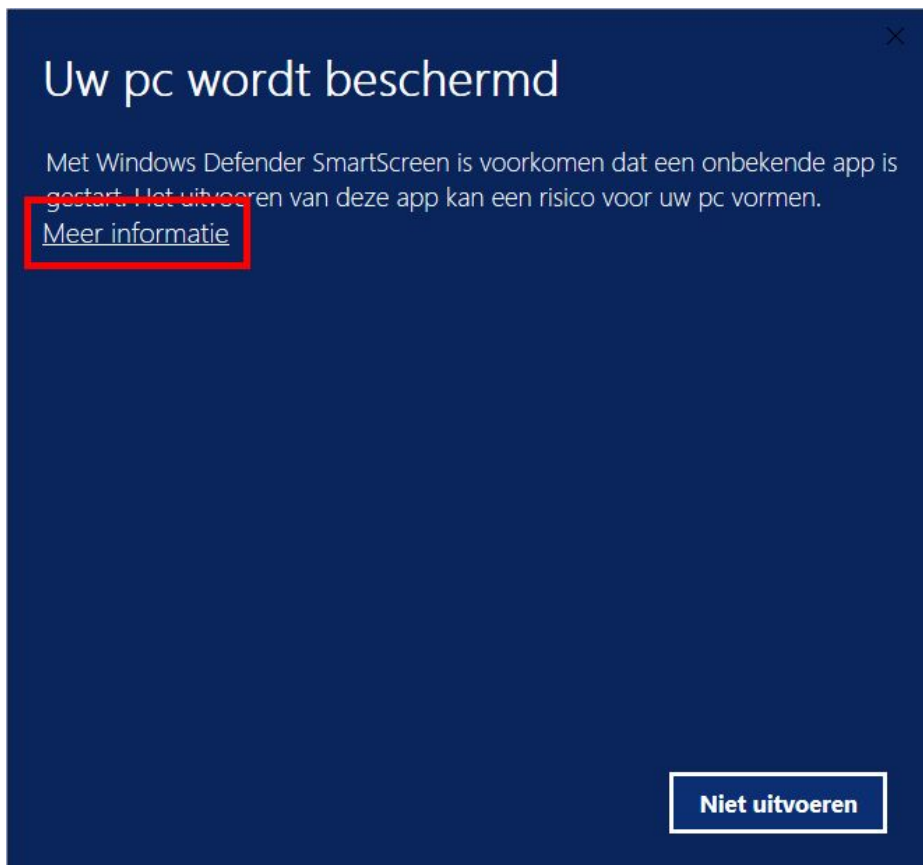 Uw pc wordt beschermd
Met Windows Defender SmartScreen is voorkomen dat een onbekende app is
gestart. Het uitvoeren van deze app kan een risico voor uw pc vormen.
Meer informatie
Niet uitvoeren